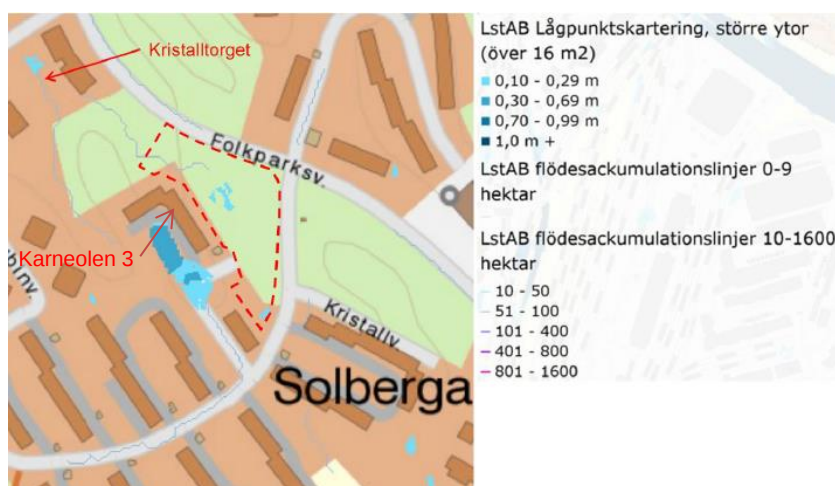 Kristalltorget
Folkparksv.
Karneolen 3
Kristallv.
Solberga
LstAB Lågpunktskartering, större ytor
(över 16 m2)
0,10 - 0,29 m
0,30 - 0,69 m
0,70 - 0,99 m
1,0 m +
LstAB flödesackumulationslinjer 0-9
hektar
LstAB flödesackumulationslinjer 10-1600
hektar
10 - 50
51 - 100
101 - 400
401 - 800
801 - 1600